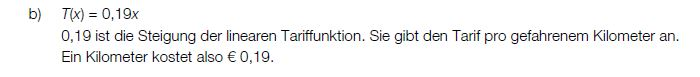 b) T(x) = 0,19x
0,19 ist die Steigung der linearen Tariffunktion. Sie gibt den Tarif pro gefahrenem Kilometer an.
Ein Kilometer kostet also € 0,19.